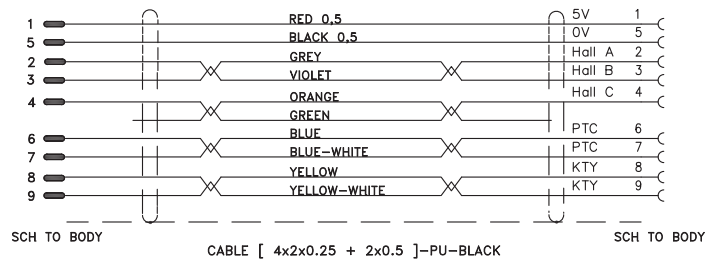 1 RED 0,5 5V 1
5 BLACK 0,5 0V 5
2 GREY Hall A 2
3 VIOLET Hall B 3
4 ORANGE Hall C 4
GREEN
6 BLUE PTC 6
7 BLUE-WHITE PTC 7
8 YELLOW KTY 8
9 YELLOW-WHITE KTY 9
SCH TO BODY SCH TO BODY
CABLE [ 4x2x0.25 + 2x0.5 ]-PU-BLACK